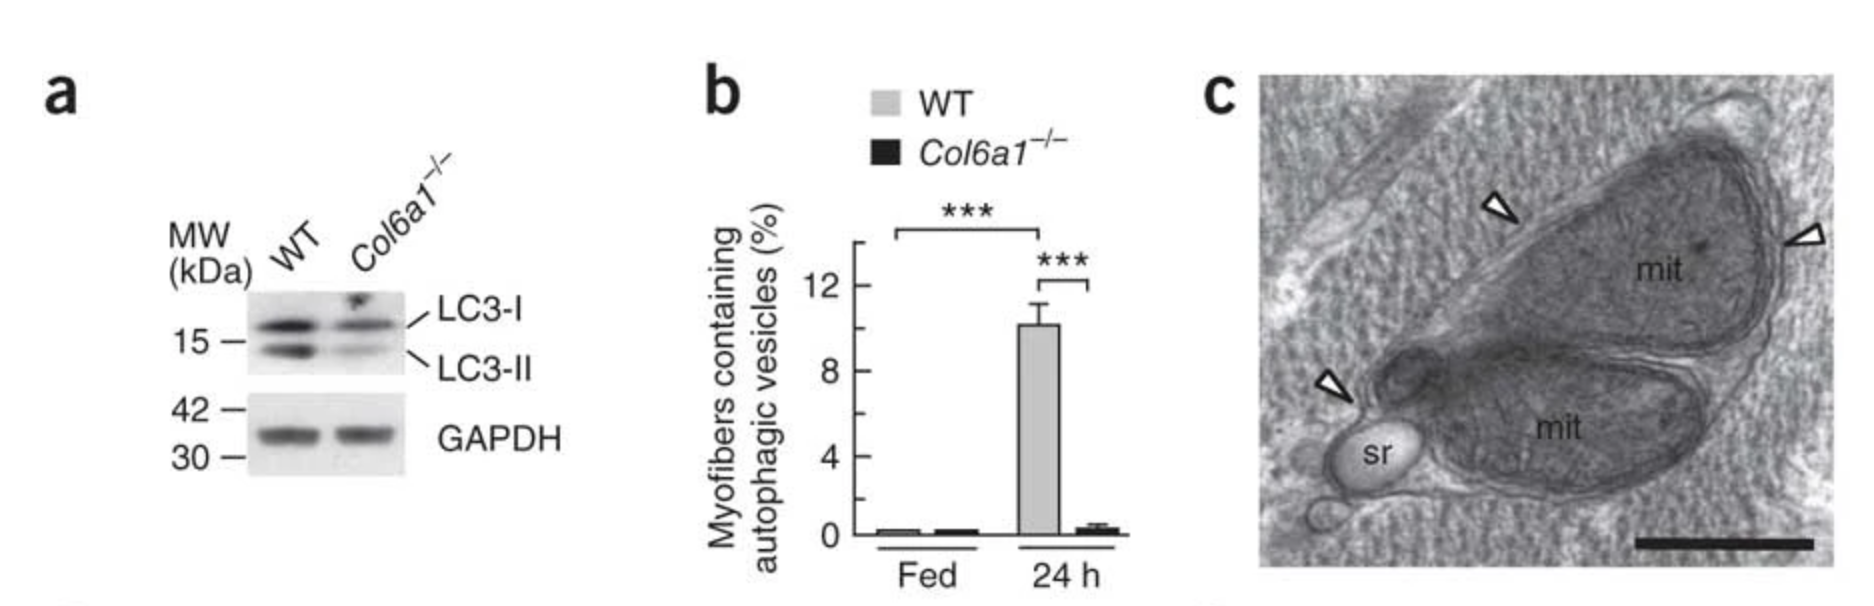 a
MW
(kDa)
WT
Col6a1–/–
15
LC3-I
LC3-II
42
30
GAPDH
b
WT
Col6a1–/–
Myofibers containing
autophagic vesicles (%)
***
***
12
8
4
0
Fed
24 h
c
mit
mit
sr